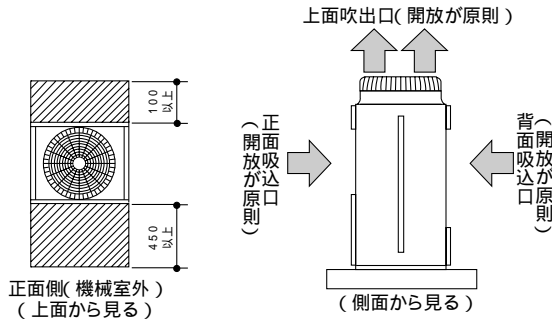 上面吹出口(開放が原則)
100
以上
正面吸込口
(開放が原則)
背面吸込口
(開放が原則)
450
以上
正面側(機械室外)
(上面から見る)
(側面から見る)